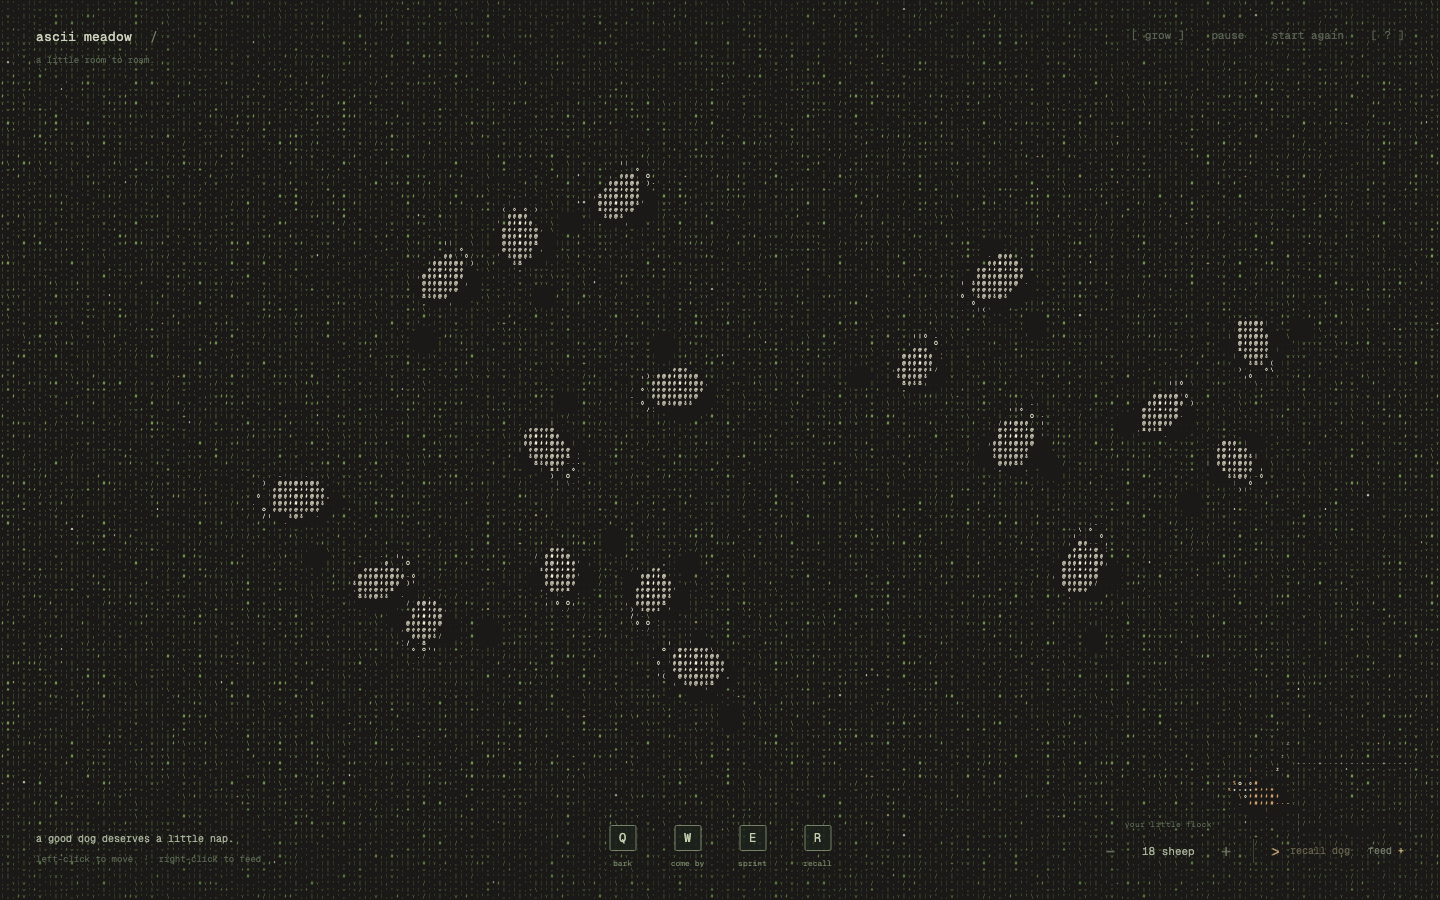 ascii meadow /
[ grow ] pause start again [ ? ]
a little room to roam
your little flock
a good dog deserves a little nap.
left-click to move · right-click to feed
Q W E R
bark come by sprint recall
− 18 sheep + > recall dog feed ✦